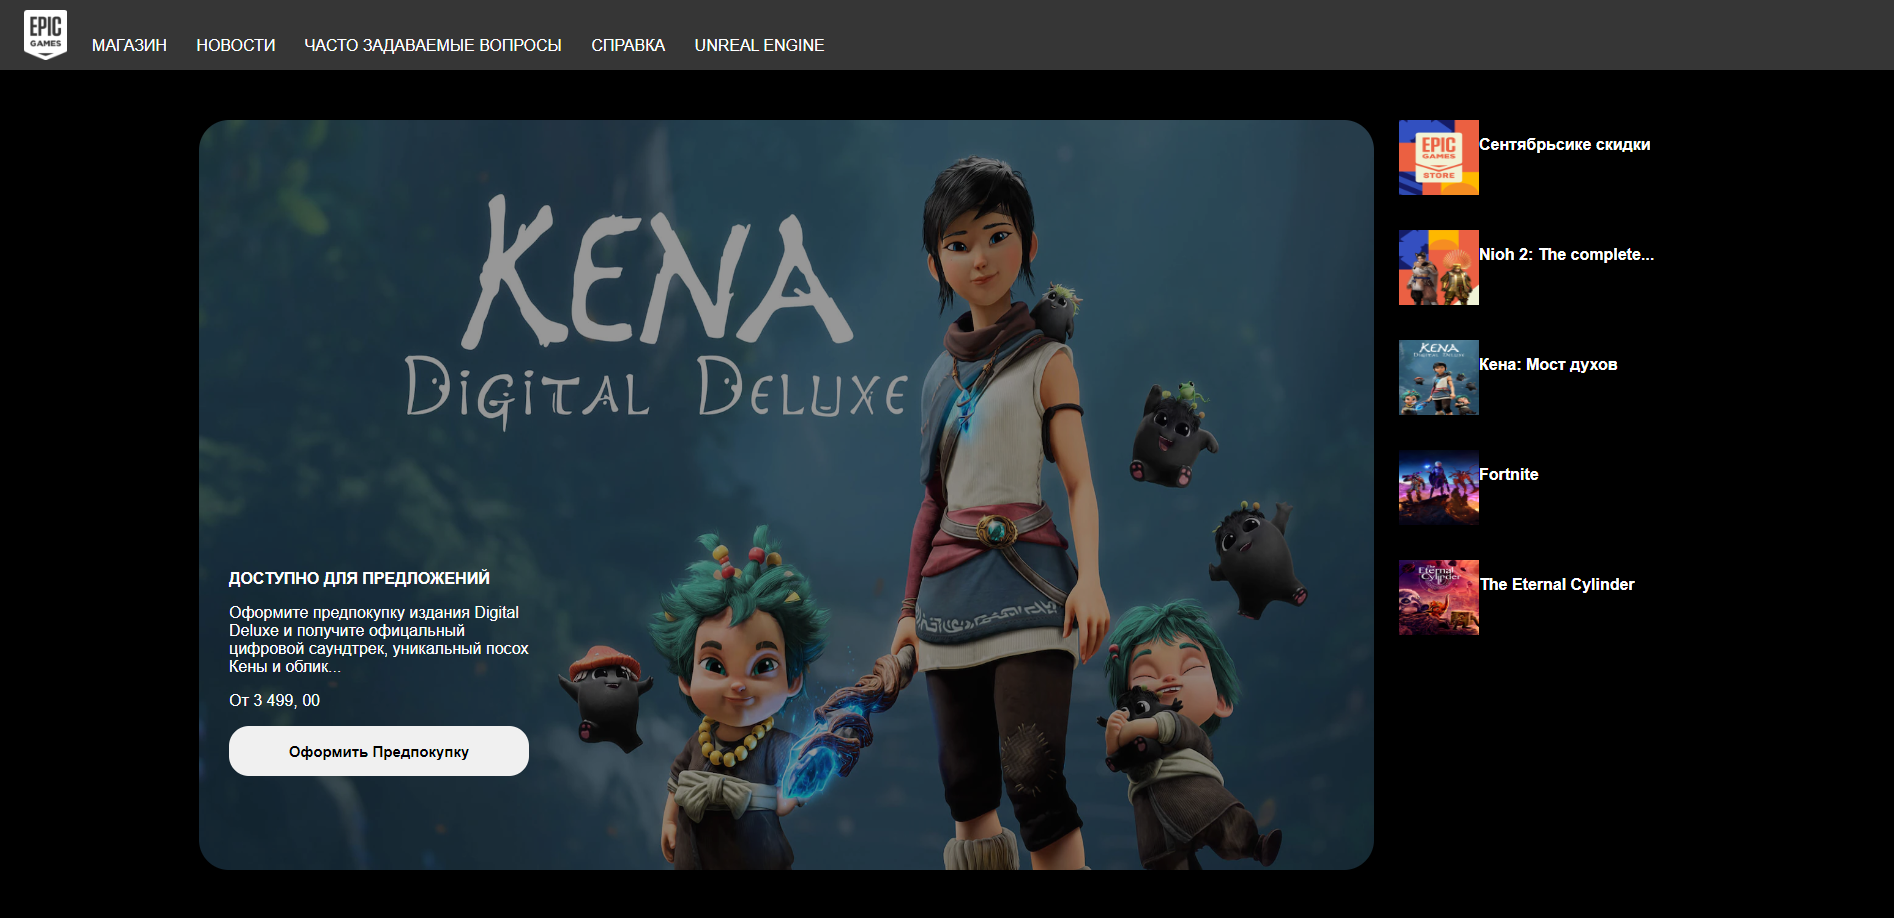 EPIC
GAMES
МАГАЗИН НОВОСТИ ЧАСТО ЗАДАВАЕМЫЕ ВОПРОСЫ СПРАВКА UNREAL ENGINE
KENA
DIGITAL DELUXE
ДОСТУПНО ДЛЯ ПРЕДЛОЖЕНИЙ
Оформите предпокупку издания Digital
Deluxe и получите офицальный
цифровой саундтрек, уникальный посох
Кены и облик...
От 3 499, 00
Оформить Предпокупку
EPIC
GAMES
STORE
Сентябрьсике скидки
Nioh 2: The complete...
KENA
DIGITAL DELUXE
Кена: Мост духов
Fortnite
The Eternal Cylinder
The Eternal Cylinder